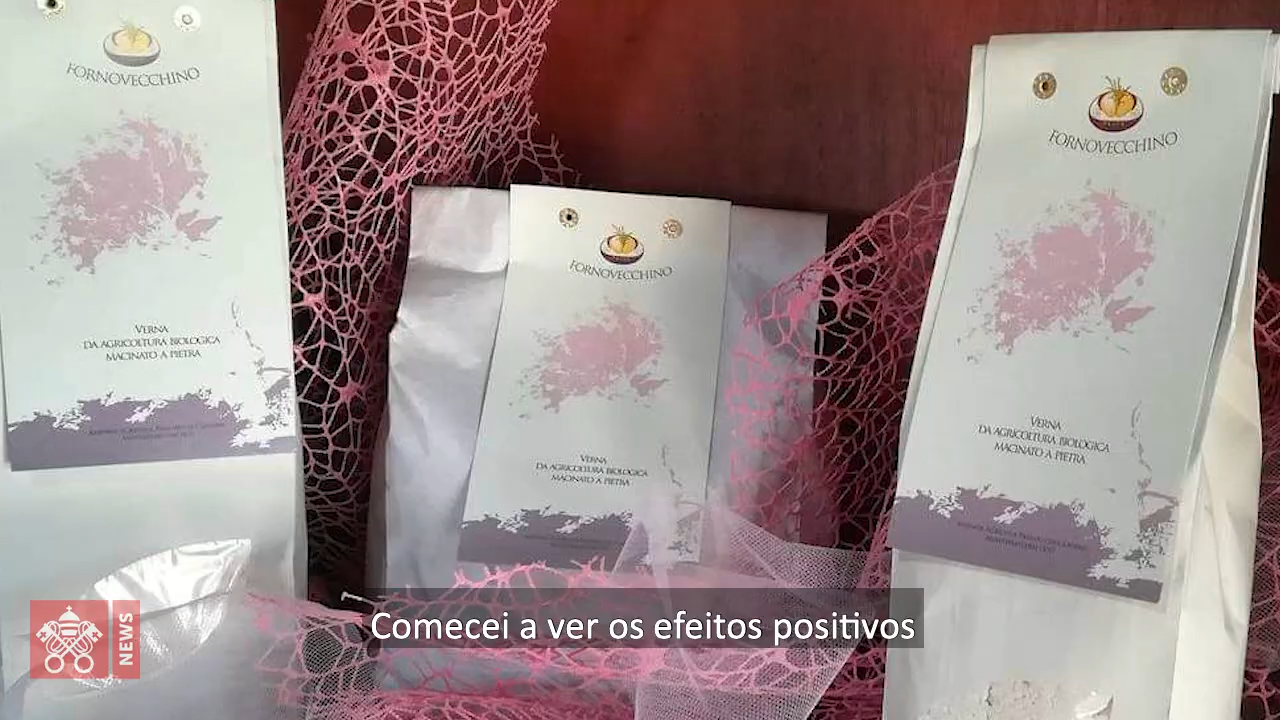 FORNOVECCHINO
VERNA
DA AGRICOLTURA BIOLOGICA
MACINATO A PIETRA
FORNOVECCHINO
VERNA
DA AGRICOLTURA BIOLOGICA
MACINATO A PIETRA
FORNOVECCHINO
VERNA
DA AGRICOLTURA BIOLOGICA
MACINATO A PIETRA
Comecei a ver os efeitos positivos
NEWS